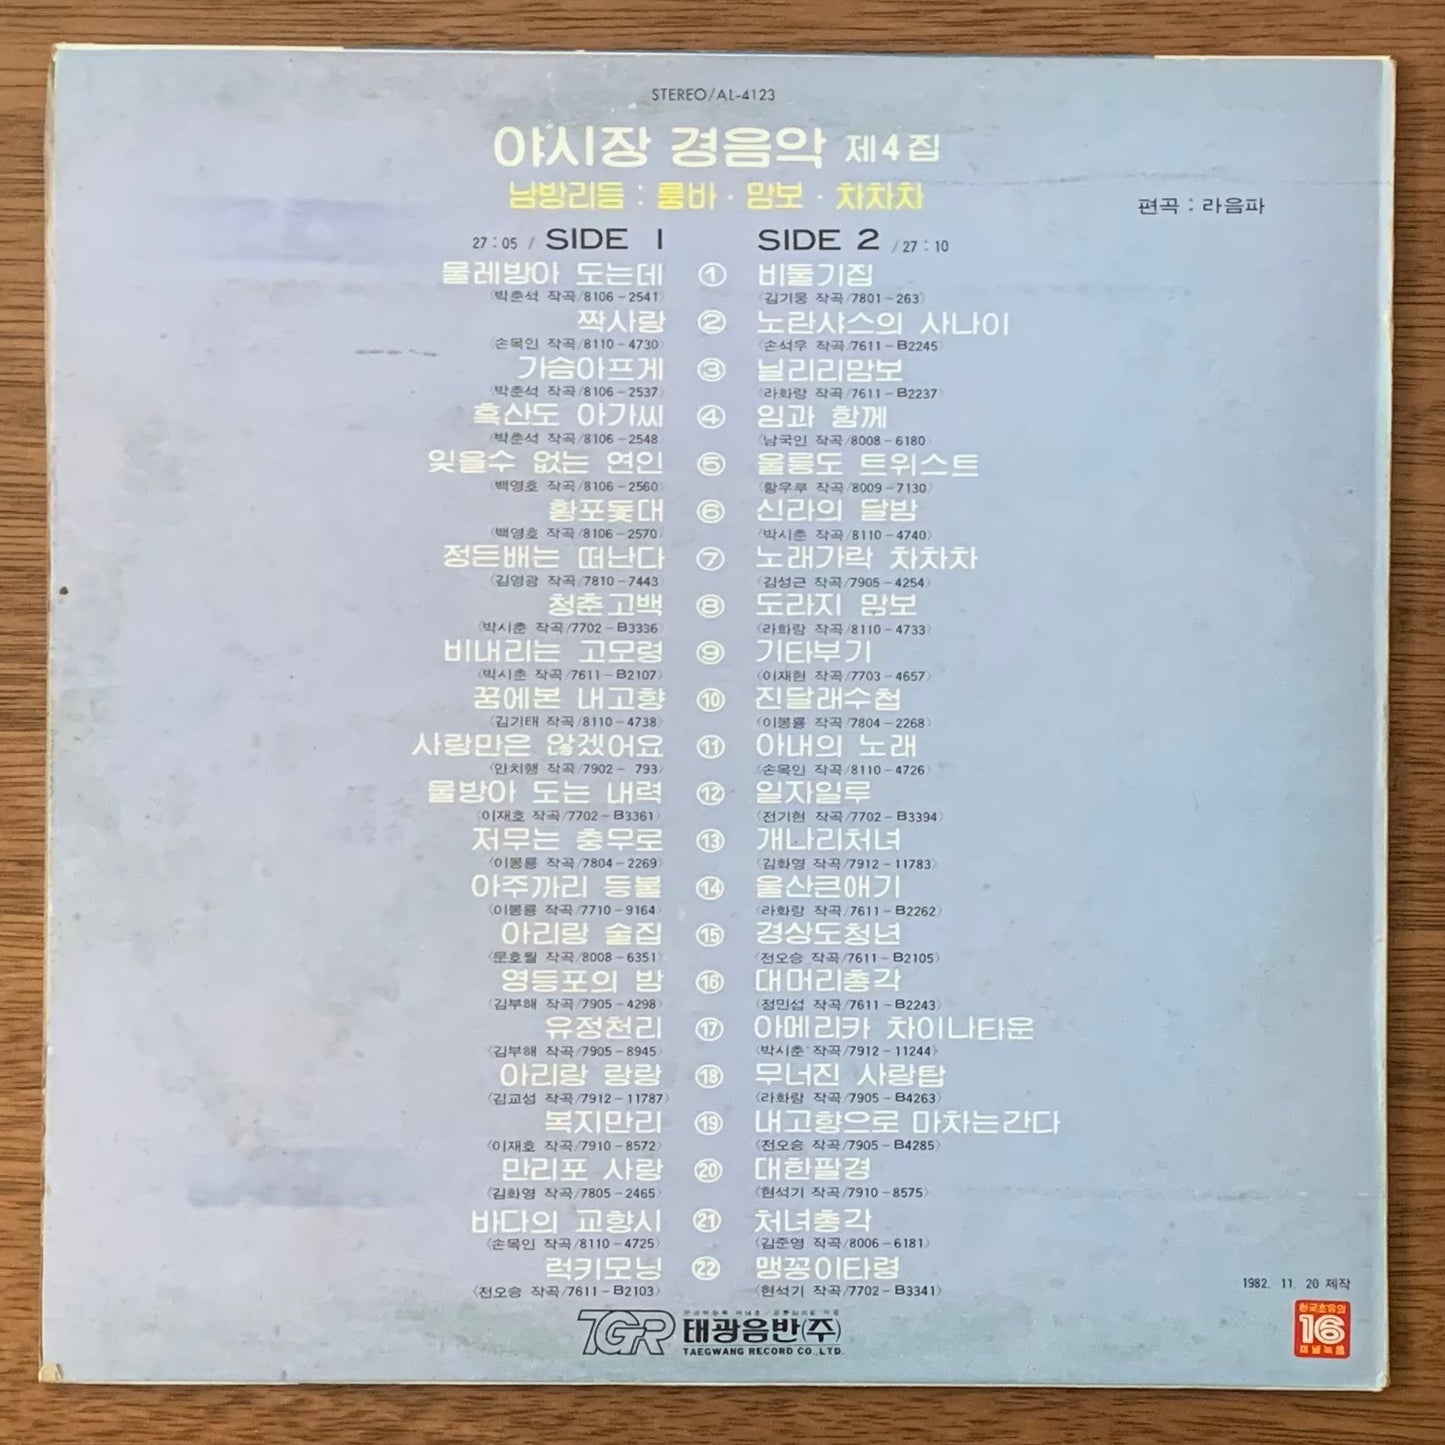 STEREO/AL-4123
야시장 경음악 제4집
남방리듬 : 룸바 · 맘보 · 차차차
편곡 : 라음파
27 : 05 / SIDE 1
물레방아 도는데
〈박춘석 작곡/8106-2541〉
짝사랑
〈손목인 작곡/8110-4730〉
가슴아프게
〈박춘석 작곡/8106-2537〉
흑산도 아가씨
〈박춘석 작곡/8106-2548〉
잊을수 없는 연인
〈백영호 작곡/8106-2560〉
황포돛대
〈백영호 작곡/8106-2570〉
정든배는 떠난다
〈김영광 작곡/7810-7443〉
청춘고백
〈박시춘 작곡/7702-B3336〉
비내리는 고모령
〈박시춘 작곡/7611-B2107〉
꿈에본 내고향
〈김기태 작곡/8110-4738〉
사랑만은 않겠어요
〈안치행 작곡/7902- 793〉
물방아 도는 내력
〈이재호 작곡/7702-B3361〉
저무는 충무로
〈이봉룡 작곡/7804-2269〉
아주까리 등불
〈이봉룡 작곡/7710-9164〉
아리랑 술집
〈문호월 작곡/8008-6351〉
영등포의 밤
〈김부해 작곡/7905-4298〉
유정천리
〈김부해 작곡/7905-8945〉
아리랑 랑랑
〈김교성 작곡/7912-11787〉
복지만리
〈이재호 작곡/7910-8572〉
만리포 사랑
〈김화영 작곡/7805-2465〉
바다의 교향시
〈손목인 작곡/8110-4725〉
럭키모닝
〈전오승 작곡/7611-B2103〉
①
②
③
④
⑤
⑥
⑦
⑧
⑨
⑩
⑪
⑫
⑬
⑭
⑮
⑯
⑰
⑱
⑲
⑳
㉑
㉒
SIDE 2 / 27 : 10
비둘기집
〈김기웅 작곡/7801-263〉
노란샤스의 사나이
〈손석우 작곡/7611-B2245〉
닐리리맘보
〈라화랑 작곡/7611-B2237〉
임과 함께
〈남국인 작곡/8008-6180〉
울릉도 트위스트
〈황우루 작곡/8009-7130〉
신라의 달밤
〈박시춘 작곡/8110-4740〉
노래가락 차차차
〈김성근 작곡/7905-4254〉
도라지 맘보
〈라화랑 작곡/8110-4733〉
기타부기
〈이재현 작곡/7703-4657〉
진달래수첩
〈이봉룡 작곡/7804-2268〉
아내의 노래
〈손목인 작곡/8110-4726〉
일자일루
〈전기현 작곡/7702-B3394〉
개나리처녀
〈김화영 작곡/7912-11783〉
울산큰애기
〈라화랑 작곡/7611-B2262〉
경상도청년
〈전오승 작곡/7611-B2105〉
대머리총각
〈정민섭 작곡/7611-B2243〉
아메리카 차이나타운
〈박시춘 작곡/7912-11244〉
무너진 사랑탑
〈라화랑 작곡/7905-B4263〉
내고향으로 마차는간다
〈전오승 작곡/7905-B4285〉
대한팔경
〈현석기 작곡/7910-8575〉
처녀총각
〈김준영 작곡/8006-6181〉
맹꽁이타령
〈현석기 작곡/7702-B3341〉
1982. 11. 20 제작
TGR 태광음반(주)
TAEGWANG RECORD CO.,LTD.
한국초유의
16
채널녹음